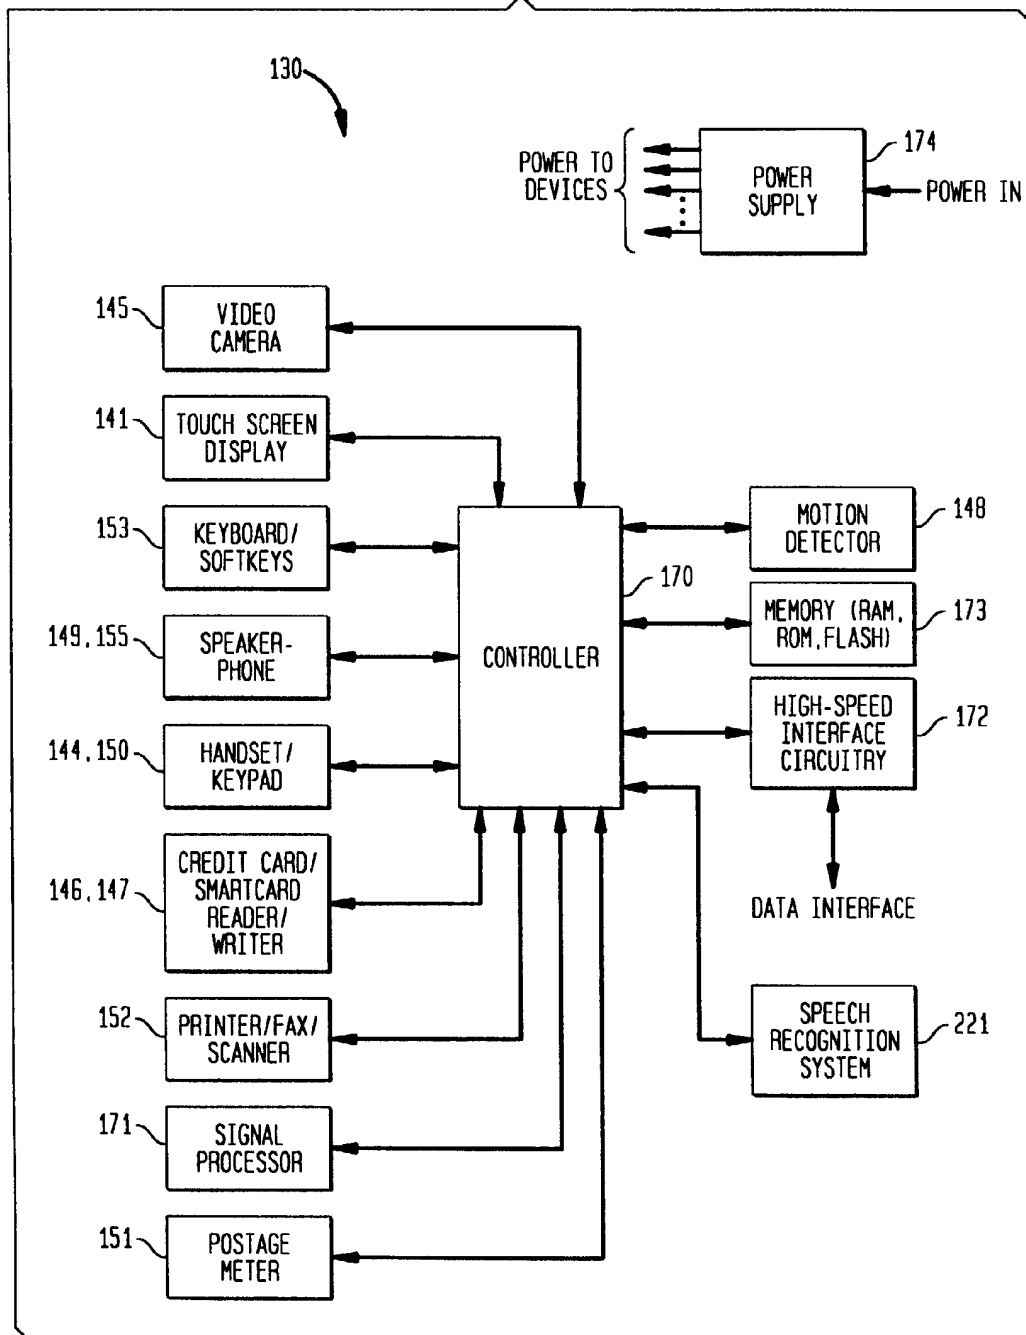 130
POWER TO
DEVICES
POWER
SUPPLY
174
POWER IN
145
VIDEO
CAMERA
141
TOUCH SCREEN
DISPLAY
153
KEYBOARD/
SOFTKEYS
149,155
SPEAKER-
PHONE
144,150
HANDSET/
KEYPAD
146,147
CREDIT CARD/
SMARTCARD
READER/
WRITER
152
PRINTER/FAX/
SCANNER
171
SIGNAL
PROCESSOR
151
POSTAGE
METER
CONTROLLER
170
MOTION
DETECTOR
148
MEMORY (RAM,
ROM,FLASH)
173
HIGH-SPEED
INTERFACE
CIRCUITRY
172
DATA INTERFACE
SPEECH
RECOGNITION
SYSTEM
221